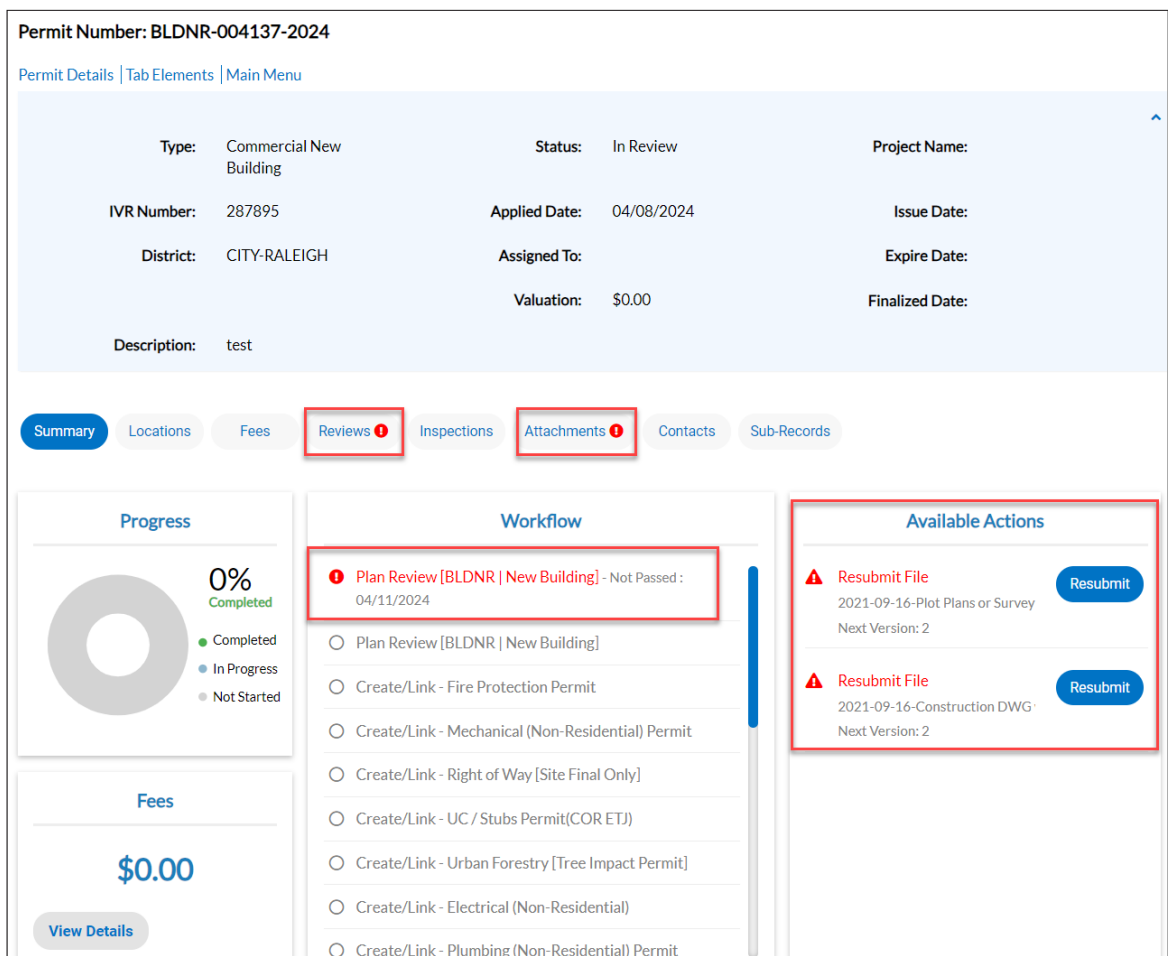 Permit Number: BLDNR-004137-2024
Permit Details | Tab Elements | Main Menu
Type: Commercial New Building
Status: In Review
Project Name:
IVR Number: 287895
Applied Date: 04/08/2024
Issue Date:
District: CITY-RALEIGH
Assigned To:
Expire Date:
Valuation: $0.00
Finalized Date:
Description: test
Summary Locations Fees Reviews Inspections Attachments Contacts Sub-Records
Progress
0%
Completed
Completed
In Progress
Not Started
Fees
$0.00
View Details
Workflow
Plan Review [BLDNR | New Building] - Not Passed :
04/11/2024
Plan Review [BLDNR | New Building]
Create/Link - Fire Protection Permit
Create/Link - Mechanical (Non-Residential) Permit
Create/Link - Right of Way [Site Final Only]
Create/Link - UC / Stubs Permit(COR ETJ)
Create/Link - Urban Forestry [Tree Impact Permit]
Create/Link - Electrical (Non-Residential)
Create/Link - Plumbing (Non-Residential) Permit
Available Actions
Resubmit File
2021-09-16-Plot Plans or Survey
Next Version: 2
Resubmit
Resubmit File
2021-09-16-Construction DWG
Next Version: 2
Resubmit